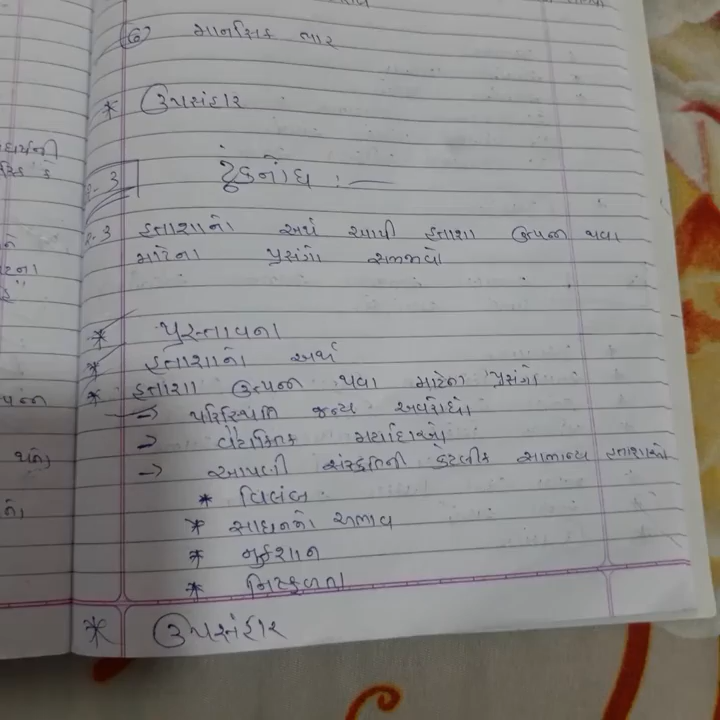 (6) માનસિક ભાર
* ઉપસંહાર
પ્ર-3 ટૂંકનોંધ :-
પ્ર-3 હતાશાનો અર્થ આપી હતાશા ઉત્પન્ન થવા
માટેના પ્રસંગો સમજાવો
* પ્રસ્તાવના
* હતાશાનો અર્થ
* હતાશા ઉત્પન્ન થવા માટેના પ્રસંગો
→ પરિસ્થિતિ જન્ય અવરોધો
→ વૈયક્તિક મર્યાદાઓ
→ આપણી સંસ્કૃતિની કેટલીક સામાન્ય હતાશાઓ
* વિલંબ
* સાધનનો અભાવ
* નુકશાન
* નિષ્ફળતા
* ઉપસંહાર